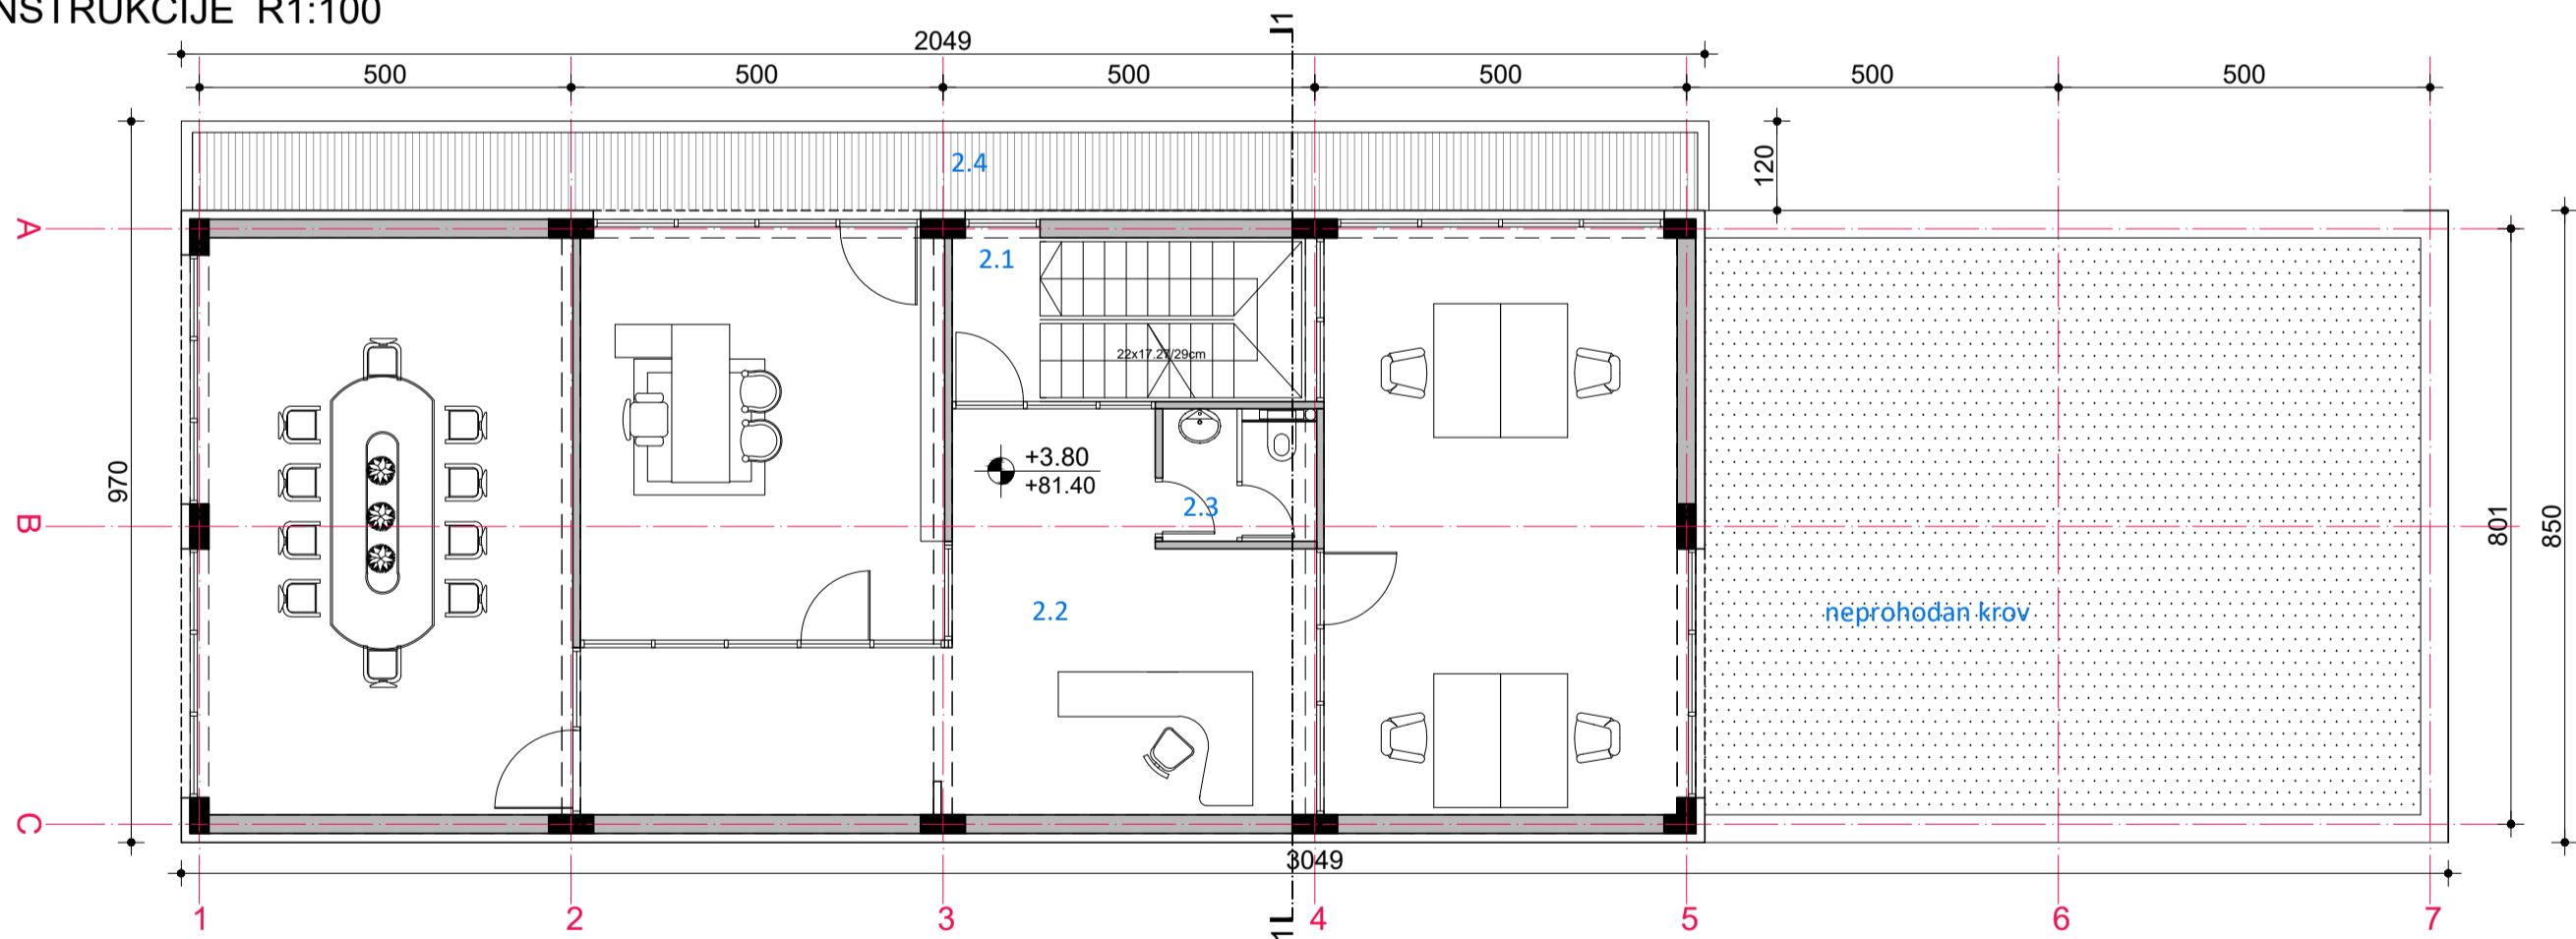 NSTRUKCIJE R1:100
2049
500 500 500 500 500 500
1
2.4
120
A
2.1
22x17.27/29cm
+3.80
+81.40
970
2.3
B
801
850
2.2
neprohodan krov
C
3049
1 2 3 4 5 6 7
1